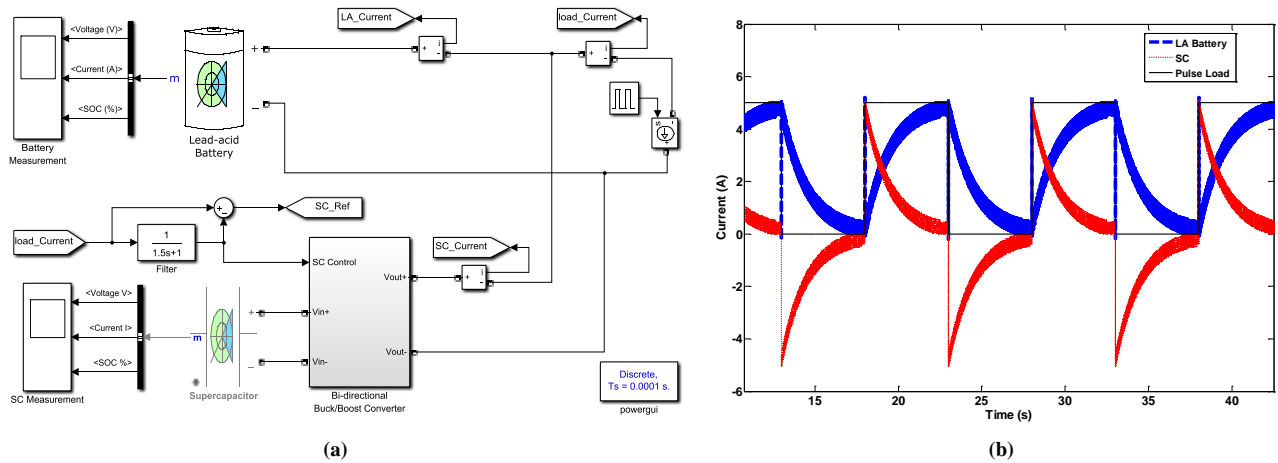 <Voltage (V)>
<Current (A)>
<SOC (%)>
Battery
Measurement
m
+
−
Lead-acid
Battery
LA_Current
+
i
-
load_Current
+
i
-
s
-
+
load_Current
1
1.5s+1
Filter
+
−
SC_Ref
SC Control
Vin+
Vin-
Vout+
Vout-
Bi-directional
Buck/Boost Converter
SC_Current
+
i
-
<Voltage V>
<Current I>
<SOC %>
SC Measurement
m
+
−
Supercapacitor
Discrete,
Ts = 0.0001 s.
powergui
(a)
8
6
4
2
0
-2
-4
-6
Current (A)
15
20
25
30
35
40
Time (s)
LA Battery
SC
Pulse Load
(b)